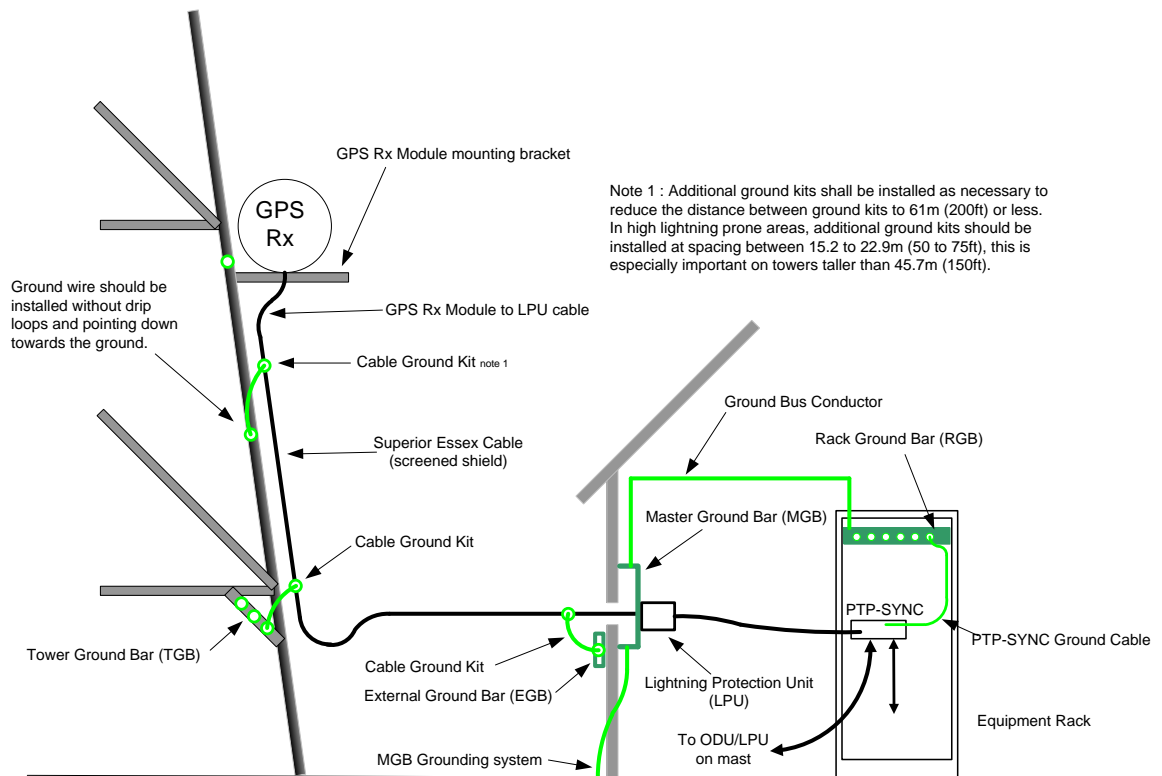 GPS Rx Module mounting bracket
GPS
Rx
Note 1 : Additional ground kits shall be installed as necessary to
reduce the distance between ground kits to 61m (200ft) or less.
In high lightning prone areas, additional ground kits should be
installed at spacing between 15.2 to 22.9m (50 to 75ft), this is
especially important on towers taller than 45.7m (150ft).
Ground wire should be
installed without drip
loops and pointing down
towards the ground.
GPS Rx Module to LPU cable
Cable Ground Kit note 1
Ground Bus Conductor
Superior Essex Cable
(screened shield)
Rack Ground Bar (RGB)
Master Ground Bar (MGB)
Cable Ground Kit
PTP-SYNC
PTP-SYNC Ground Cable
Tower Ground Bar (TGB)
Cable Ground Kit
External Ground Bar (EGB)
Lightning Protection Unit
(LPU)
Equipment Rack
To ODU/LPU
on mast
MGB Grounding system